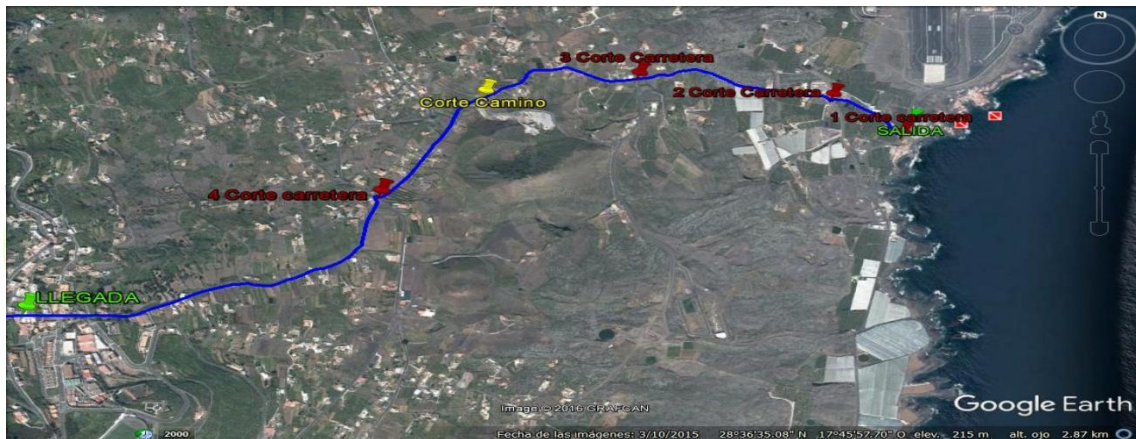 N
3 Corte Carretera
2 Corte Carretera
Corte Camino
1 Corte carretera
SALIDA
4 Corte carretera
LLEGADA
Image © 2016 GRAFCAN
Google Earth
2000
Fecha de las imágenes: 3/10/2015 28°36'35.08" N 17°45'57.70" O elev. 215 m alt. ojo 2.87 km